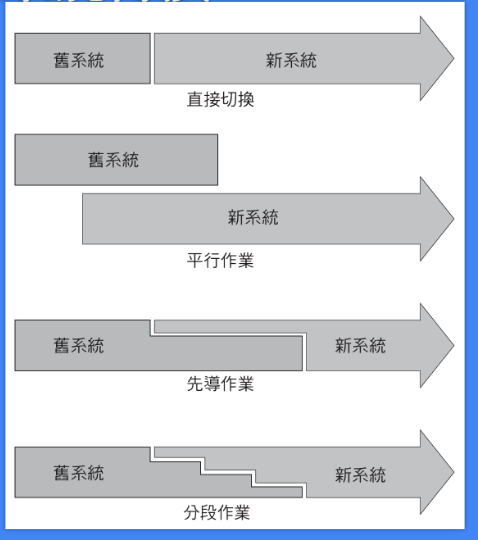 舊系統 新系統
直接切換
舊系統
新系統
平行作業
舊系統 新系統
先導作業
舊系統 新系統
分段作業